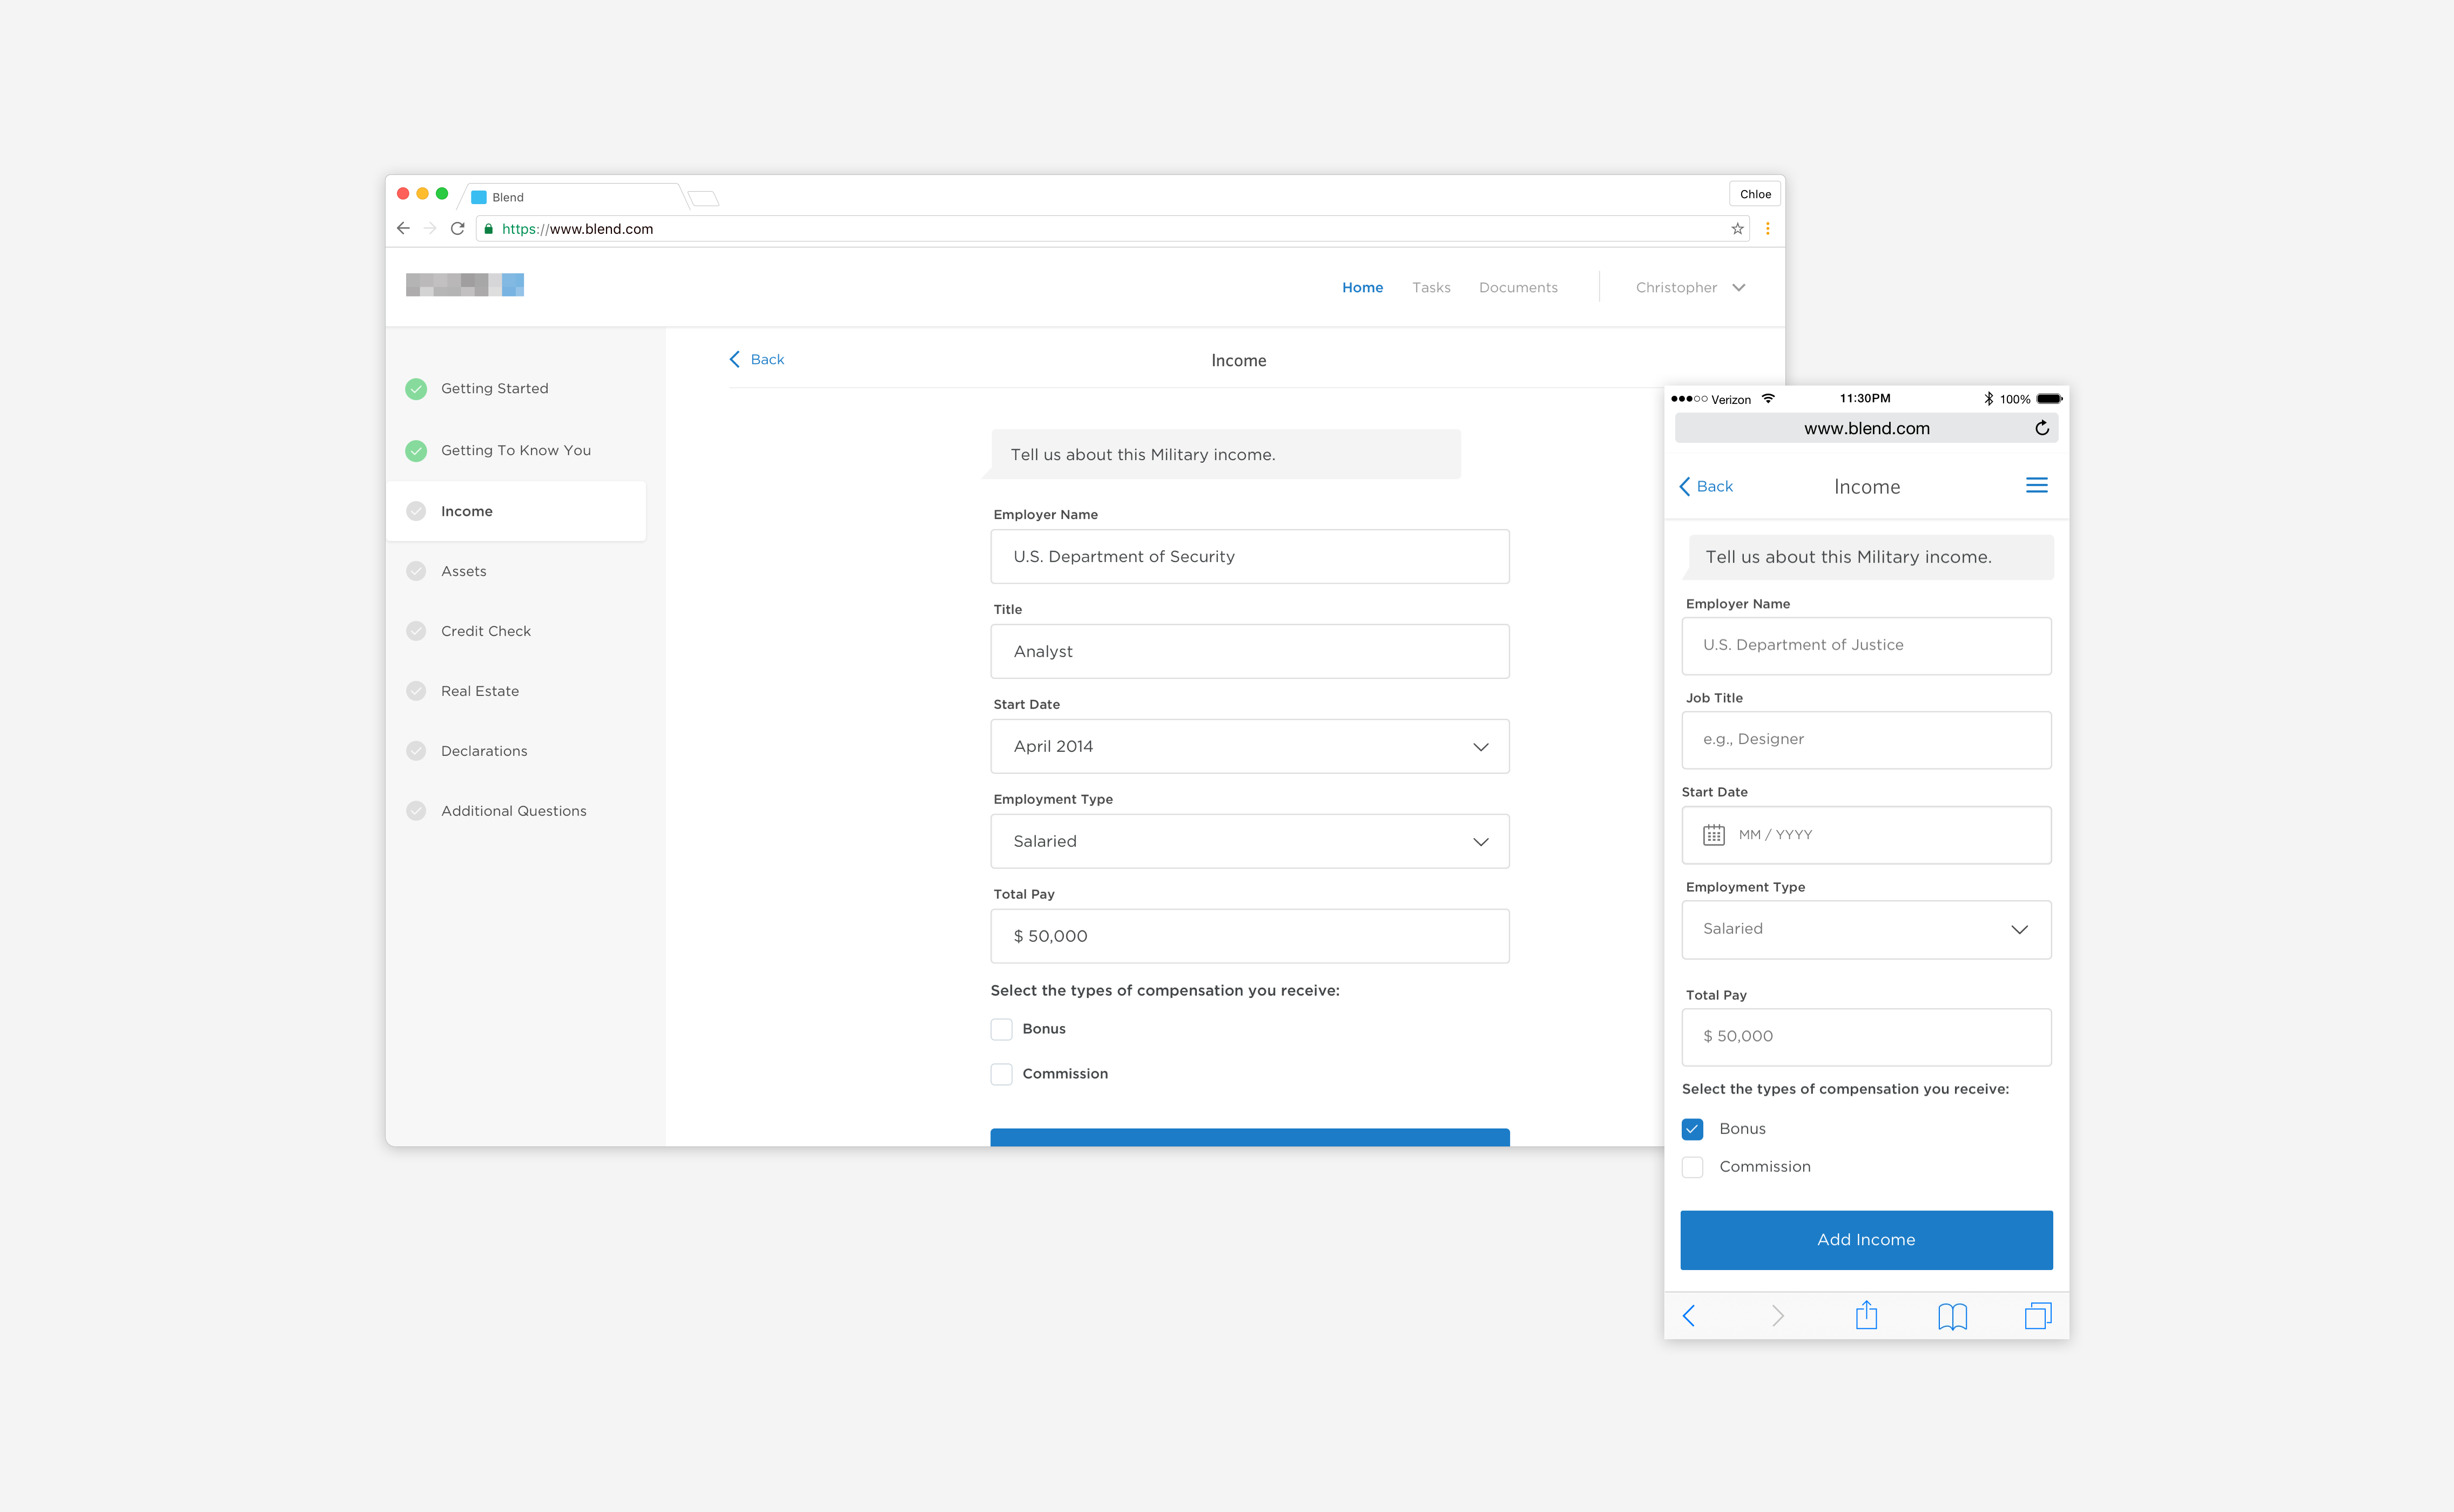 Blend
Chloe
https://www.blend.com
Home Tasks Documents Christopher
Getting Started
Getting To Know You
Income
Assets
Credit Check
Real Estate
Declarations
Additional Questions
Back
Income
Tell us about this Military income.
Employer Name
U.S. Department of Security
Title
Analyst
Start Date
April 2014
Employment Type
Salaried
Total Pay
$ 50,000
Select the types of compensation you receive:
Bonus
Commission
Verizon 11:30PM 100%
www.blend.com
Back Income
Tell us about this Military income.
Employer Name
U.S. Department of Justice
Job Title
e.g., Designer
Start Date
MM / YYYY
Employment Type
Salaried
Total Pay
$ 50,000
Select the types of compensation you receive:
Bonus
Commission
Add Income